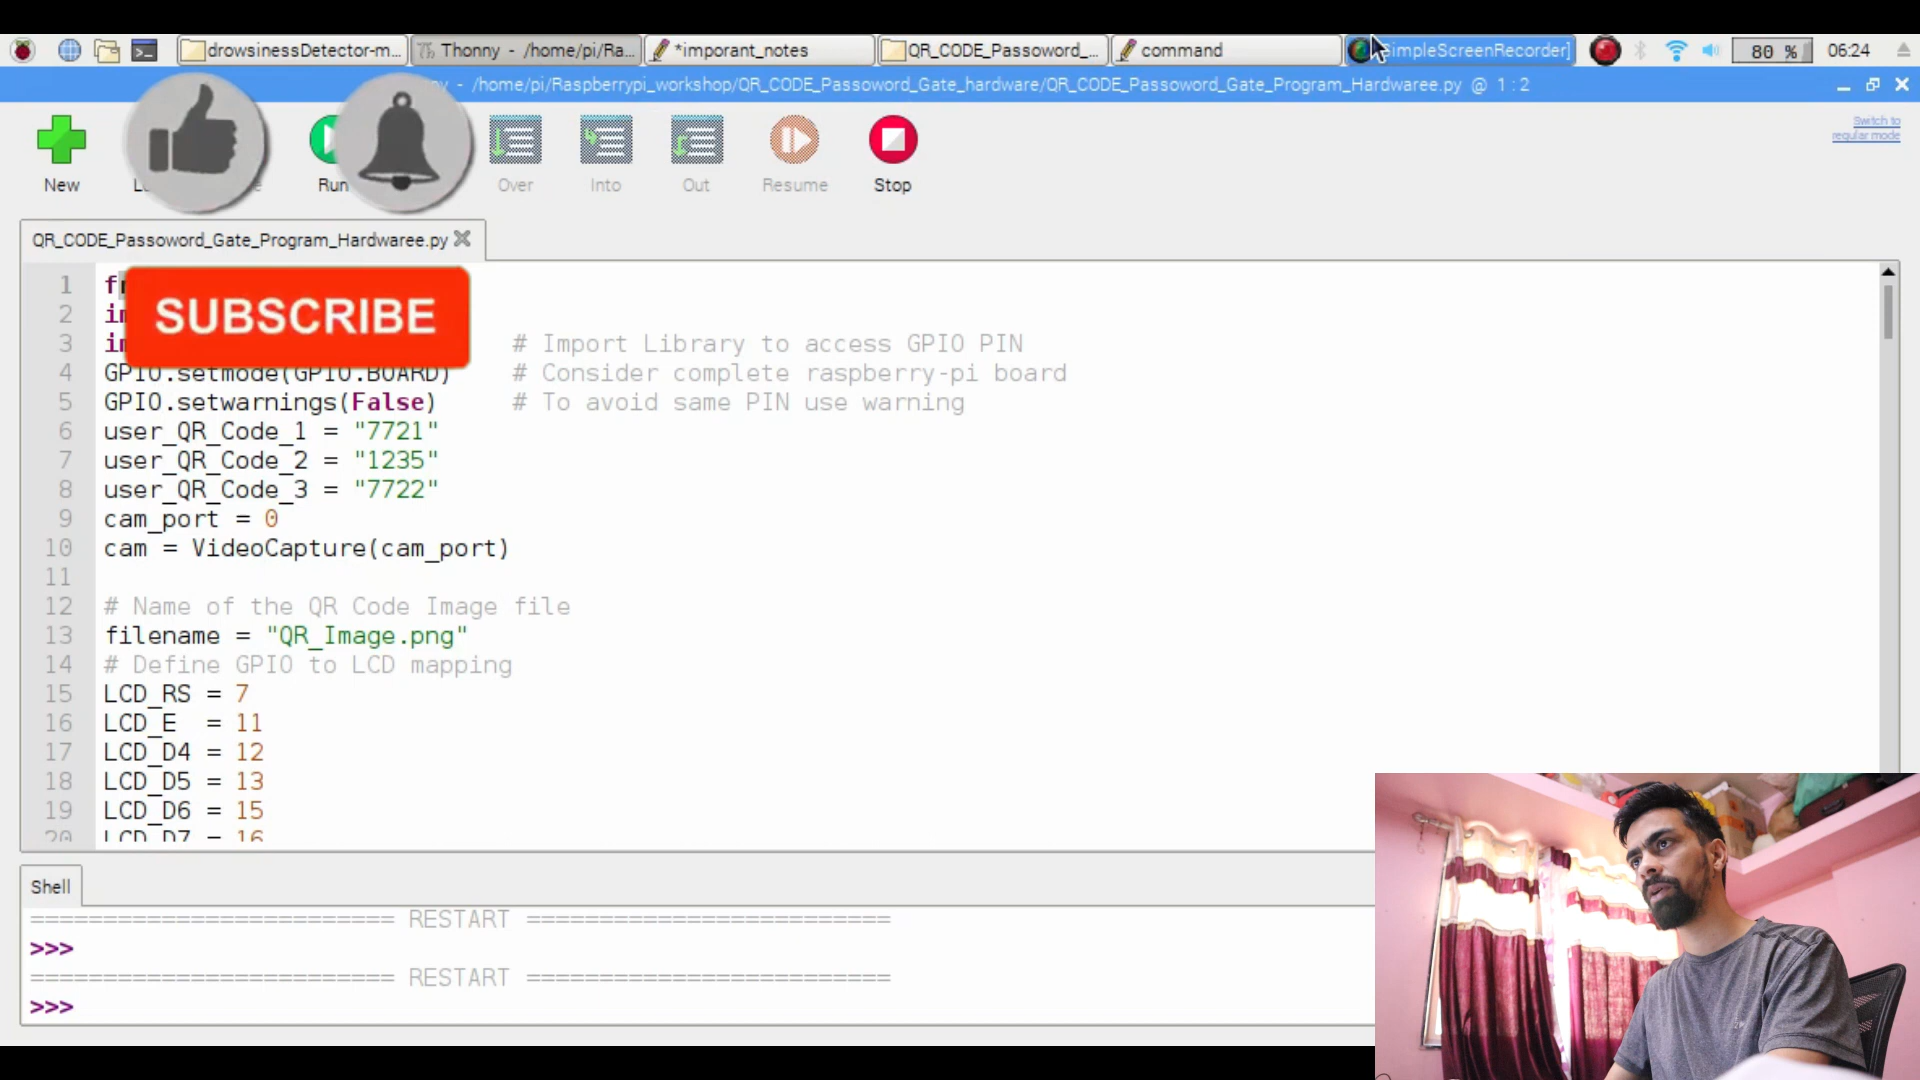 drowsinessDetector-m...
Thonny - /home/pi/Ra...
*imporant_notes
QR_CODE_Passoword_...
command
SimpleScreenRecorder]
80 %
06:24
- /home/pi/Raspberrypi_workshop/QR_CODE_Passoword_Gate_hardware/QR_CODE_Passoword_Gate_Program_Hardwaree.py @ 1 : 2
Switch to
regular mode
New
Run
Over
Into
Out
Resume
Stop
QR_CODE_Passoword_Gate_Program_Hardwaree.py
SUBSCRIBE
1
2
3 # Import Library to access GPIO PIN
4 GPIO.setmode(GPIO.BOARD) # Consider complete raspberry-pi board
5 GPIO.setwarnings(False) # To avoid same PIN use warning
6 user_QR_Code_1 = "7721"
7 user_QR_Code_2 = "1235"
8 user_QR_Code_3 = "7722"
9 cam_port = 0
10 cam = VideoCapture(cam_port)
11
12 # Name of the QR Code Image file
13 filename = "QR_Image.png"
14 # Define GPIO to LCD mapping
15 LCD_RS = 7
16 LCD_E = 11
17 LCD_D4 = 12
18 LCD_D5 = 13
19 LCD_D6 = 15
20 LCD_D7 = 16
Shell
========================= RESTART =========================
>>>
========================= RESTART =========================
>>>